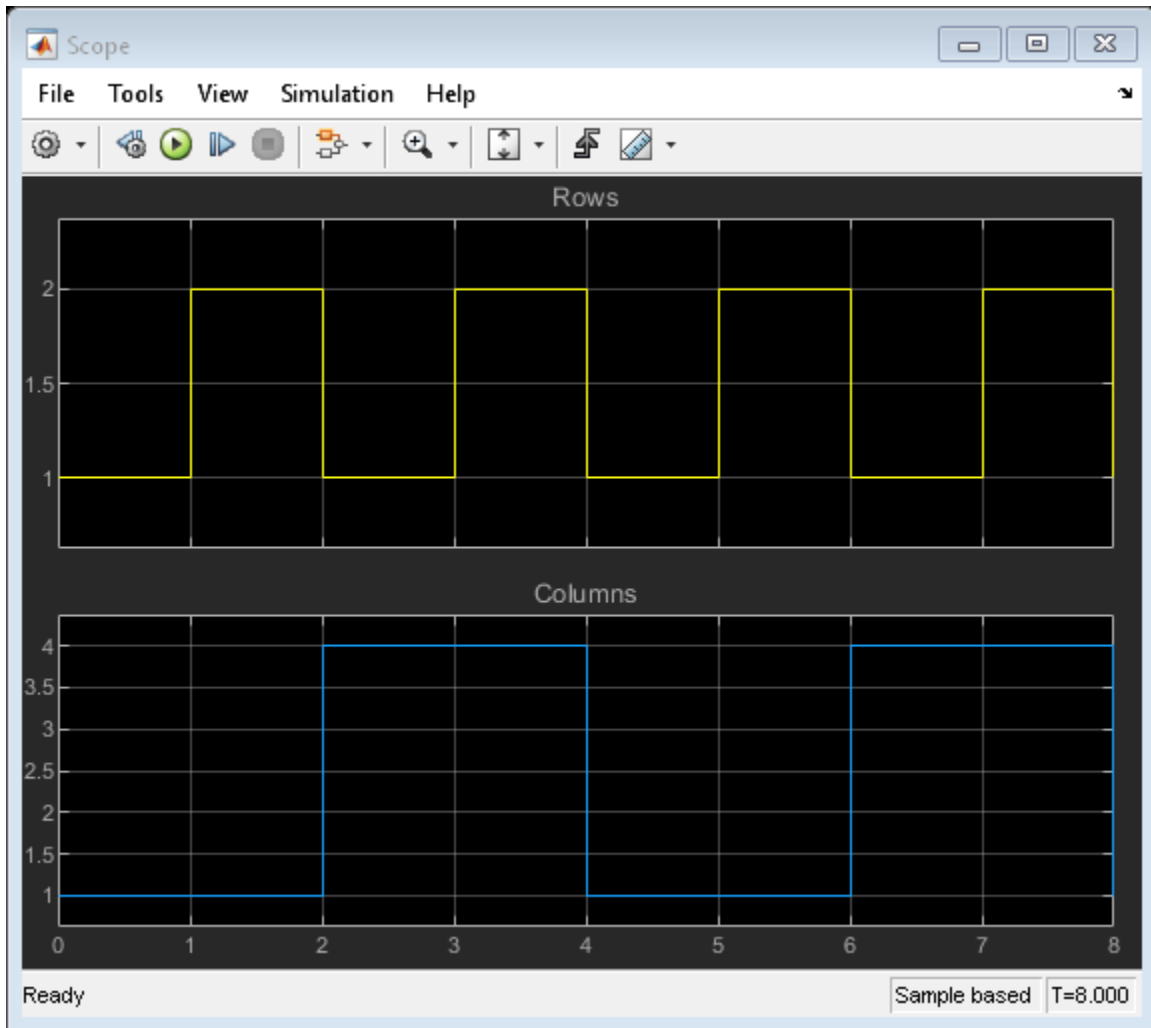 Scope
File Tools View Simulation Help
Rows
2
1.5
1
Columns
4
3.5
3
2.5
2
1.5
1
0 1 2 3 4 5 6 7 8
Ready Sample based T=8.000